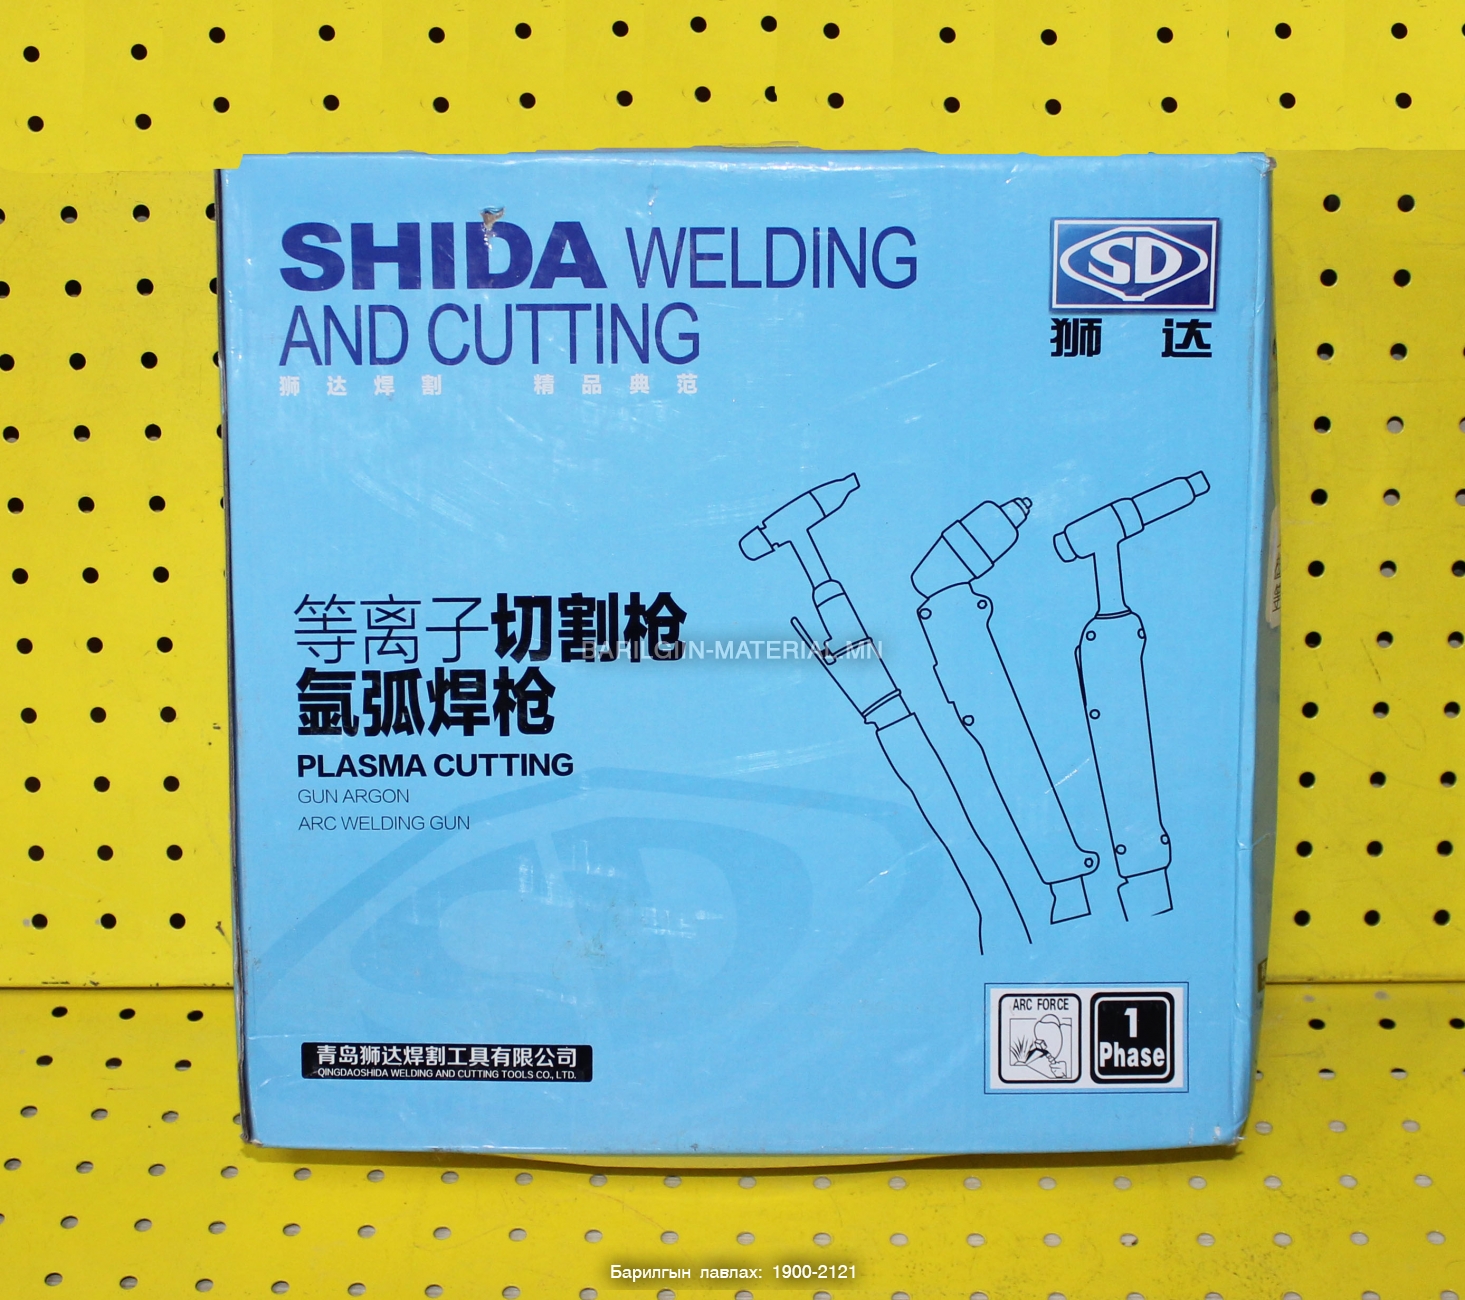 SHIDA WELDING
AND CUTTING
狮达焊割 精品典范
SD
狮达
等离子切割枪
氩弧焊枪
PLASMA CUTTING
GUN ARGON
ARC WELDING GUN
BARILGIIN-MATERIAL.MN
ARC FORCE
1
Phase
青岛狮达焊割工具有限公司
QINGDAOSHIDA WELDING AND CUTTING TOOLS CO., LTD.
Барилгын лавлах: 1900-2121